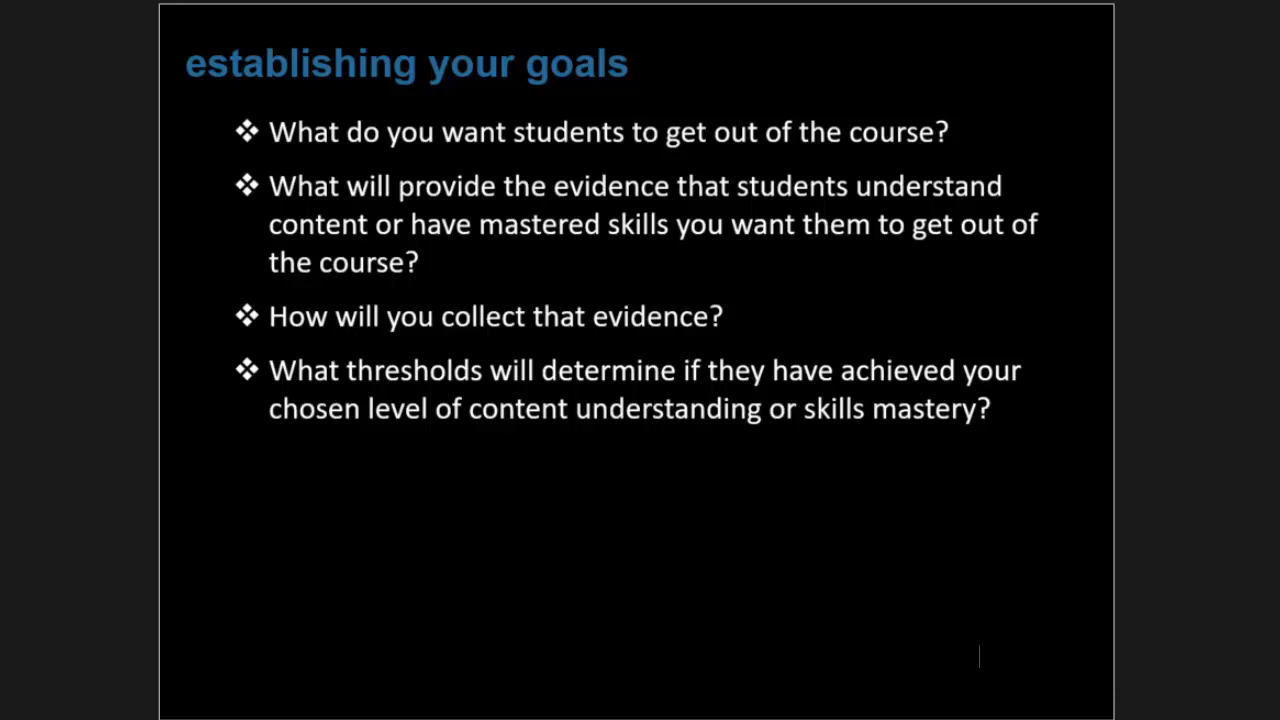 establishing your goals
❖ What do you want students to get out of the course?
❖ What will provide the evidence that students understand
content or have mastered skills you want them to get out of
the course?
❖ How will you collect that evidence?
❖ What thresholds will determine if they have achieved your
chosen level of content understanding or skills mastery?